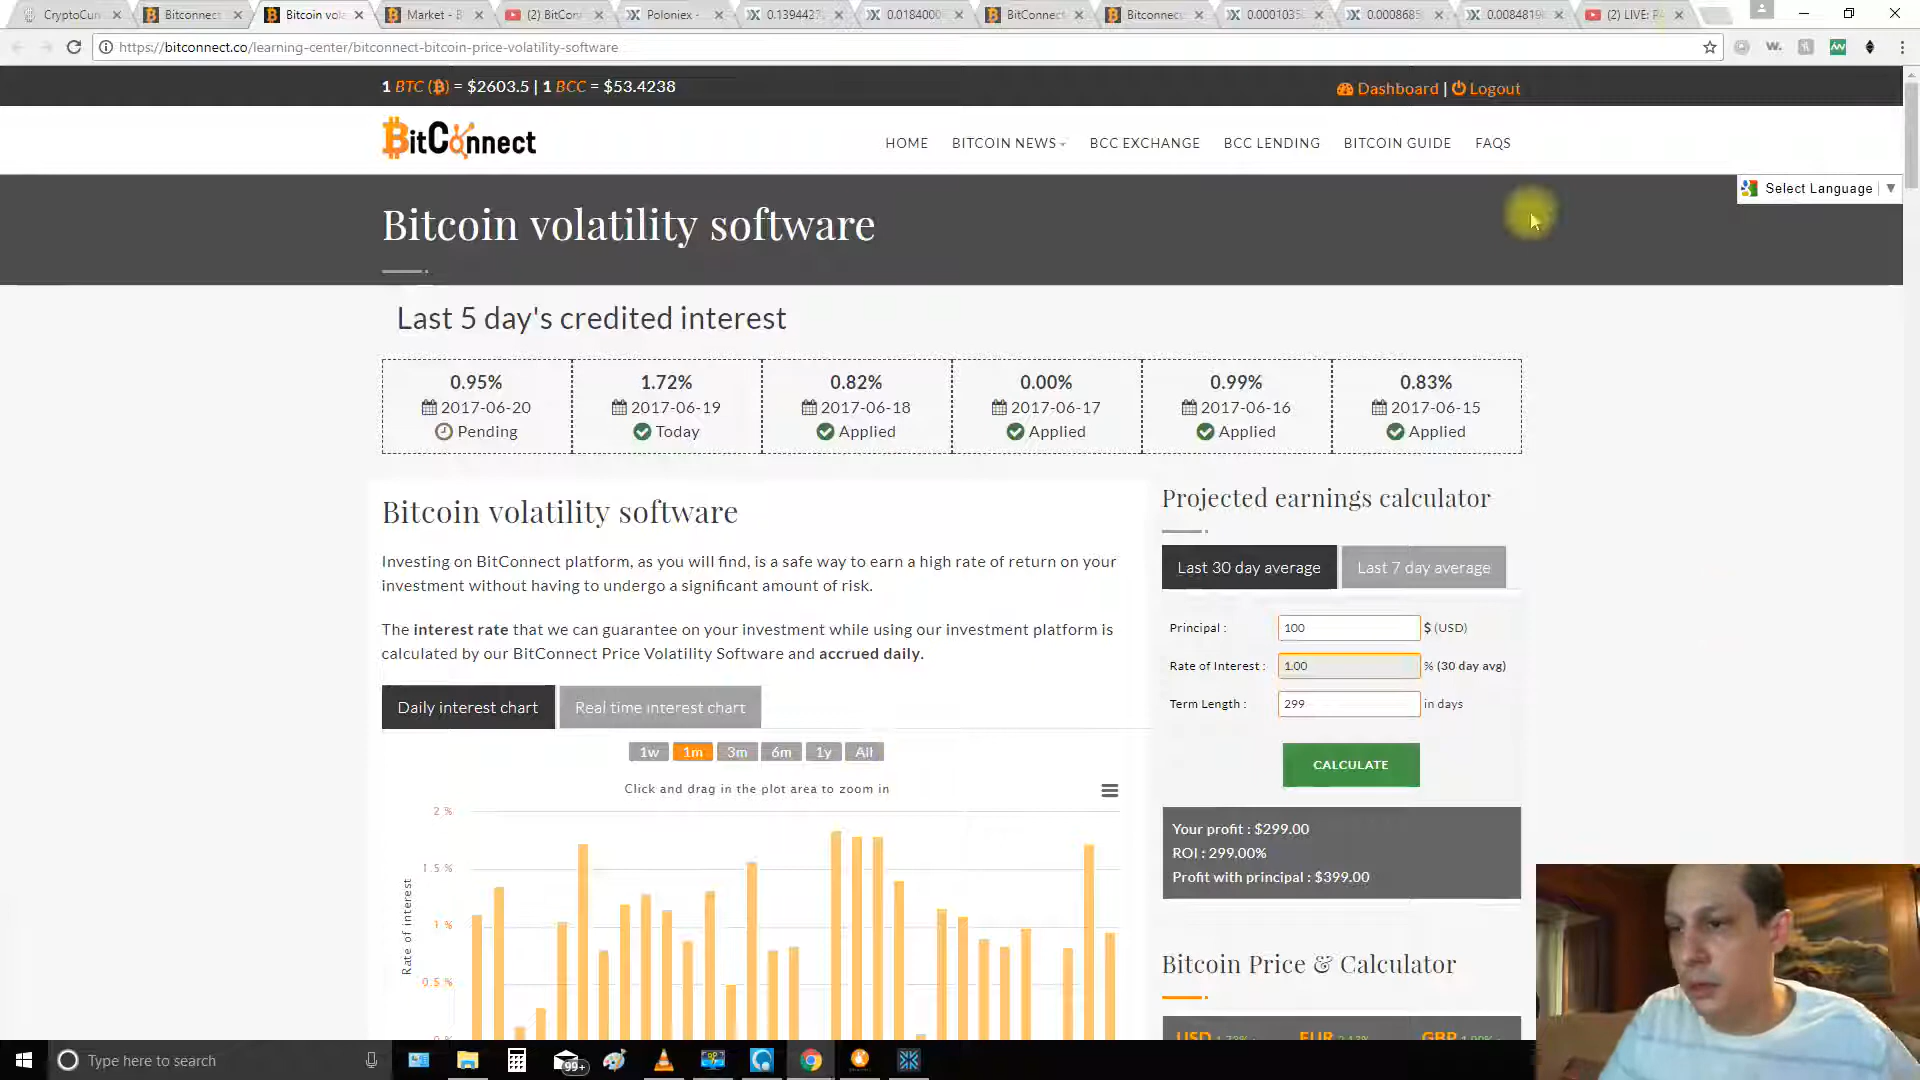 CryptoCun
Bitconnect
Bitcoin vola
Market - B
(2) BitCon
Poloniex -
0.1394427
0.0184000
BitConnect
Bitconnec
0.0001035
0.0008685
0.0084819
(2) LIVE: P
https://bitconnect.co/learning-center/bitconnect-bitcoin-price-volatility-software
1 BTC (₿) = $2603.5 | 1 BCC = $53.4238
Dashboard | Logout
BitConnect
HOME BITCOIN NEWS BCC EXCHANGE BCC LENDING BITCOIN GUIDE FAQS
Select Language
Bitcoin volatility software
Last 5 day's credited interest
0.95% 1.72% 0.82% 0.00% 0.99% 0.83%
2017-06-20 2017-06-19 2017-06-18 2017-06-17 2017-06-16 2017-06-15
Pending Today Applied Applied Applied Applied
Bitcoin volatility software
Investing on BitConnect platform, as you will find, is a safe way to earn a high rate of return on your
investment without having to undergo a significant amount of risk.
The interest rate that we can guarantee on your investment while using our investment platform is
calculated by our BitConnect Price Volatility Software and accrued daily.
Daily interest chart Real time interest chart
1w 1m 3m 6m 1y All
Click and drag in the plot area to zoom in
2 %
1.5 %
1 %
0.5 %
Rate of interest
Projected earnings calculator
Last 30 day average Last 7 day average
Principal : 100 $ (USD)
Rate of Interest : 1.00 % (30 day avg)
Term Length : 299 in days
CALCULATE
Your profit : $299.00
ROI : 299.00%
Profit with principal : $399.00
Bitcoin Price & Calculator
USD EUR GBP
Type here to search
99+